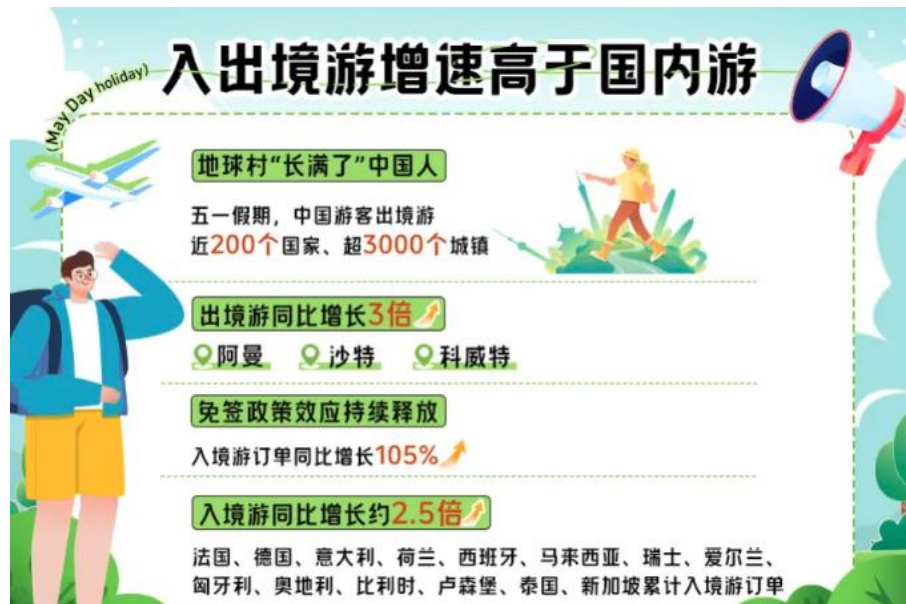 入出境游增速高于国内游
(May Day holiday)
地球村“长满了”中国人
五一假期，中国游客出境游
近200个国家、超3000个城镇
出境游同比增长3倍
阿曼 沙特 科威特
免签政策效应持续释放
入境游订单同比增长105%
入境游同比增长约2.5倍
法国、德国、意大利、荷兰、西班牙、马来西亚、瑞士、爱尔兰、
匈牙利、奥地利、比利时、卢森堡、泰国、新加坡累计入境游订单